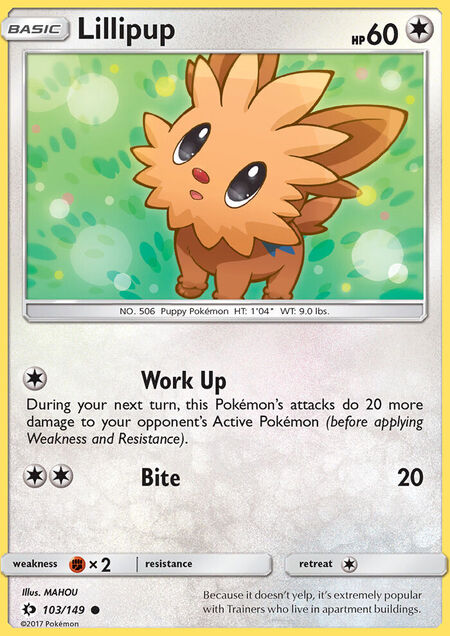 BASIC Lillipup HP 60
NO. 506 Puppy Pokémon HT: 1'04" WT: 9.0 lbs.
Work Up
During your next turn, this Pokémon's attacks do 20 more
damage to your opponent's Active Pokémon (before applying
Weakness and Resistance).
Bite 20
weakness × 2 resistance retreat
Illus. MAHOU
103/149
©2017 Pokémon
Because it doesn't yelp, it's extremely popular
with Trainers who live in apartment buildings.